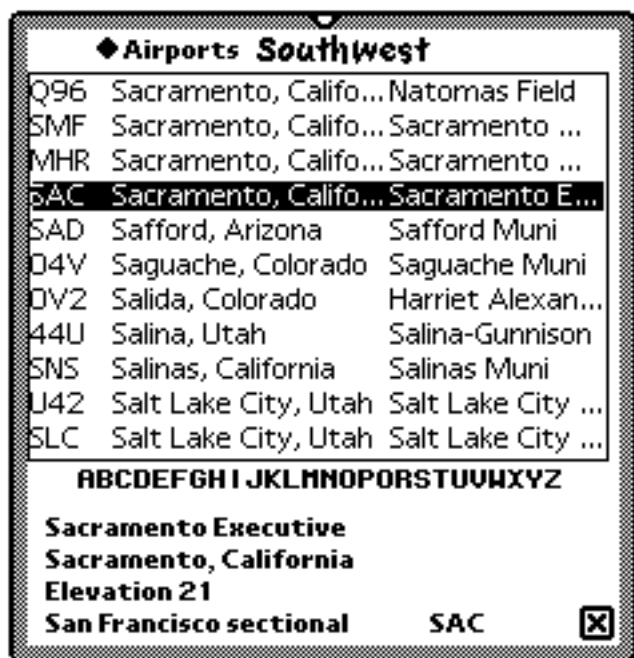 ◆Airports Southwest
Q96 Sacramento, Califo... Natomas Field
SMF Sacramento, Califo... Sacramento ...
MHR Sacramento, Califo... Sacramento ...
SAC Sacramento, Califo... Sacramento E...
SAD Safford, Arizona Safford Muni
04V Saguache, Colorado Saguache Muni
0V2 Salida, Colorado Harriet Alexan...
44U Salina, Utah Salina-Gunnison
SNS Salinas, California Salinas Muni
U42 Salt Lake City, Utah Salt Lake City ...
SLC Salt Lake City, Utah Salt Lake City ...
ABCDEFGHIJKLMNOPQRSTUVWXYZ
Sacramento Executive
Sacramento, California
Elevation 21
San Francisco sectional SAC